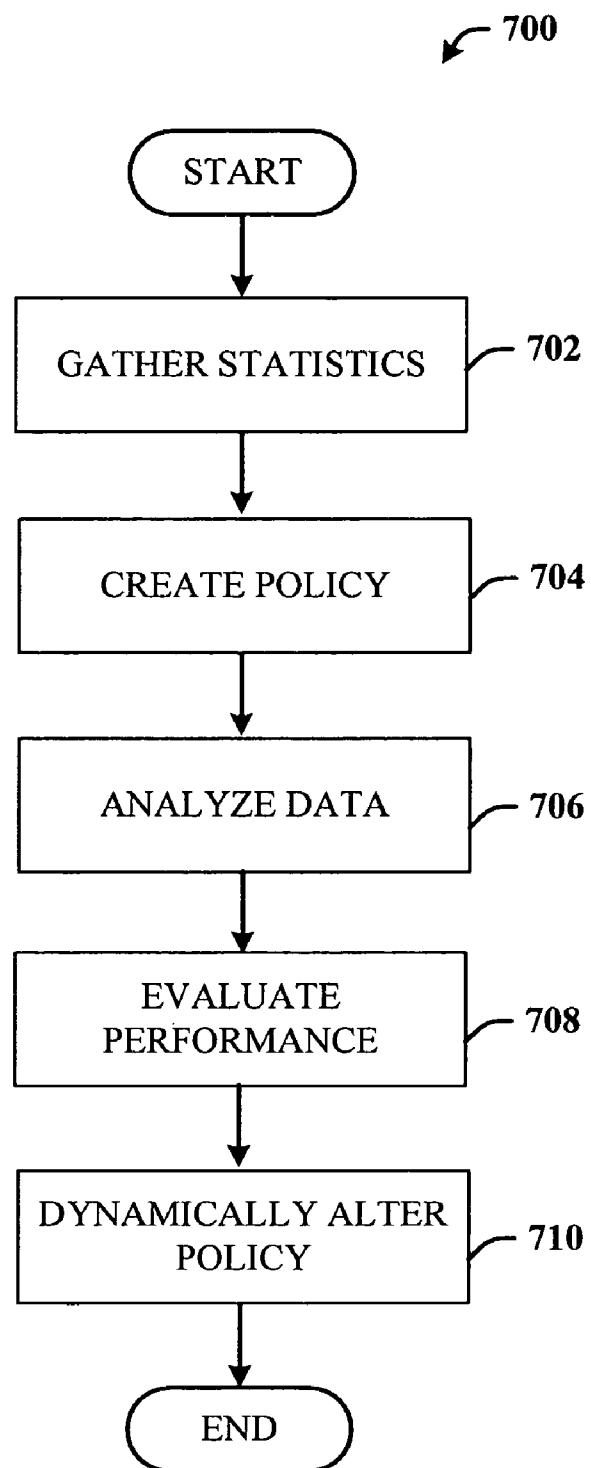 700
START
GATHER STATISTICS
702
CREATE POLICY
704
ANALYZE DATA
706
EVALUATE
PERFORMANCE
708
DYNAMICALLY ALTER
POLICY
710
END